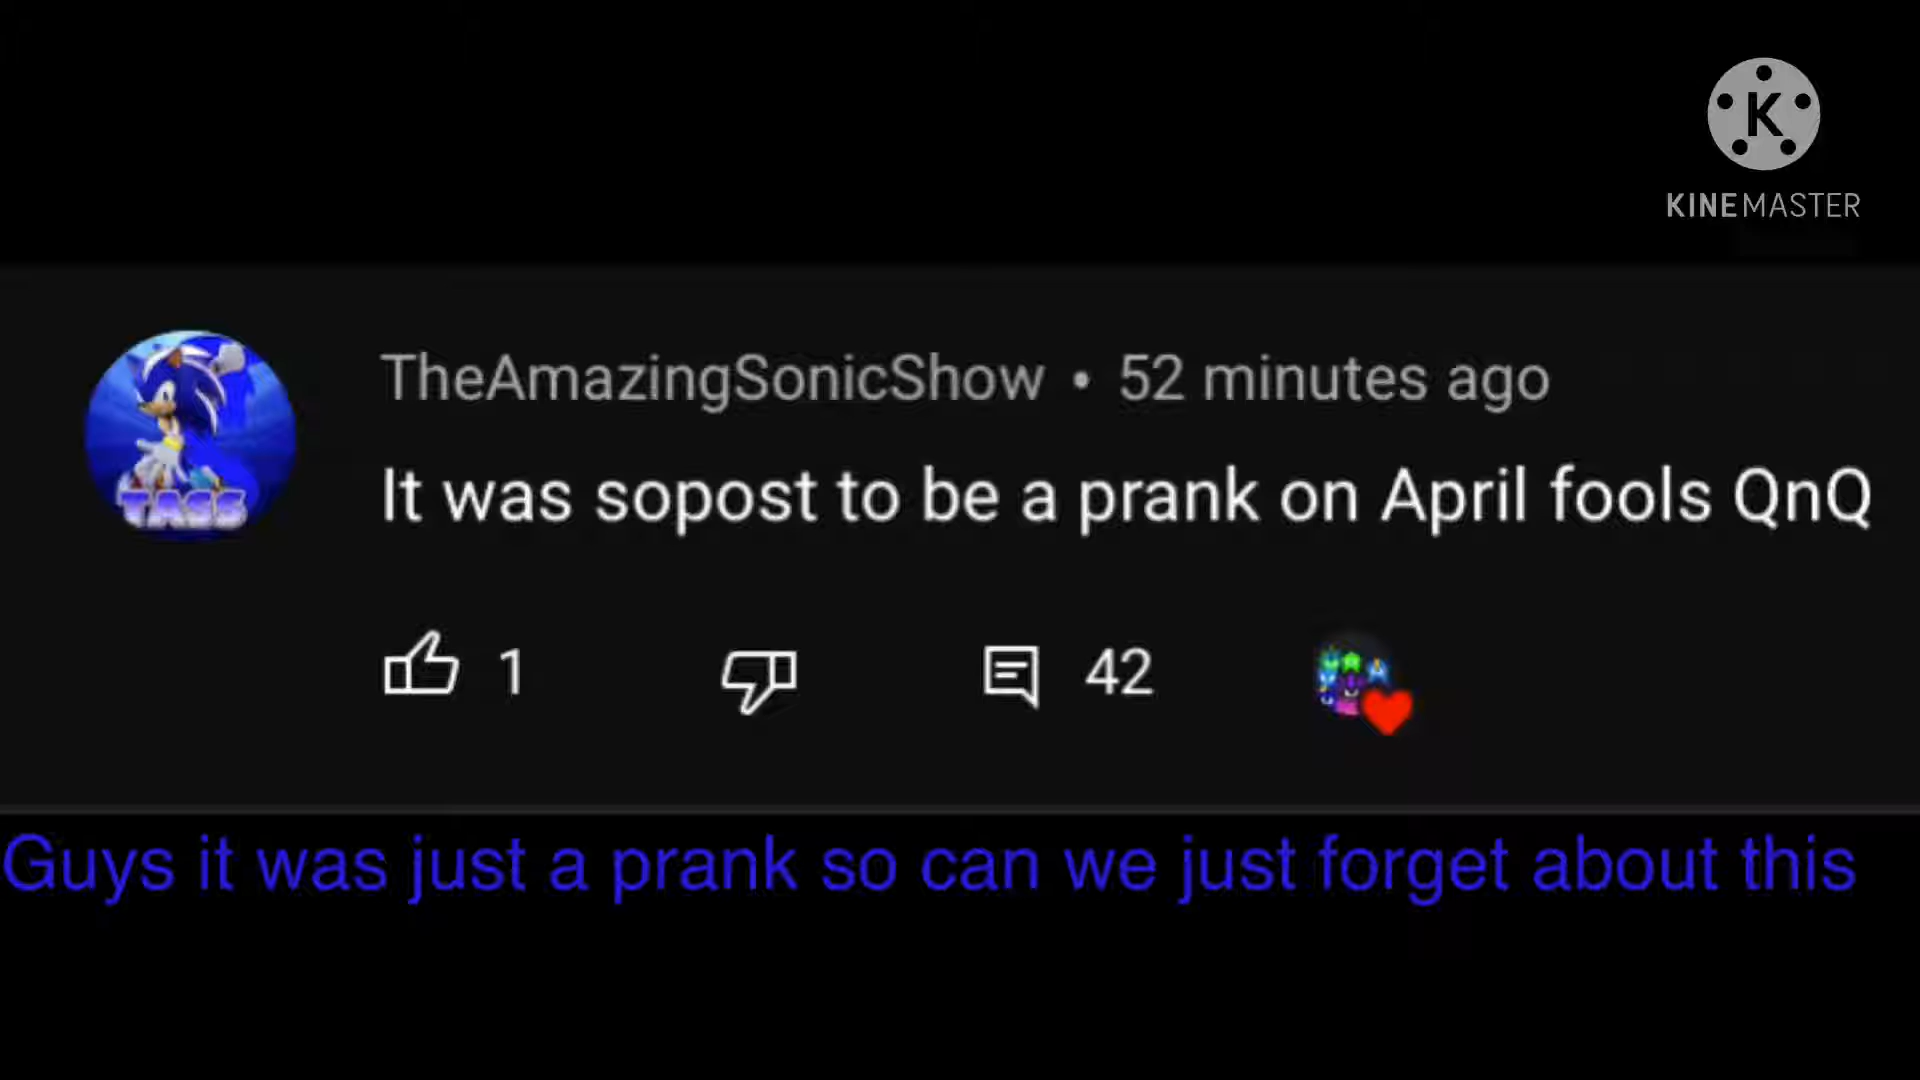 K
KINEMASTER
TheAmazingSonicShow • 52 minutes ago
It was sopost to be a prank on April fools QnQ
TASS
1
42
Guys it was just a prank so can we just forget about this